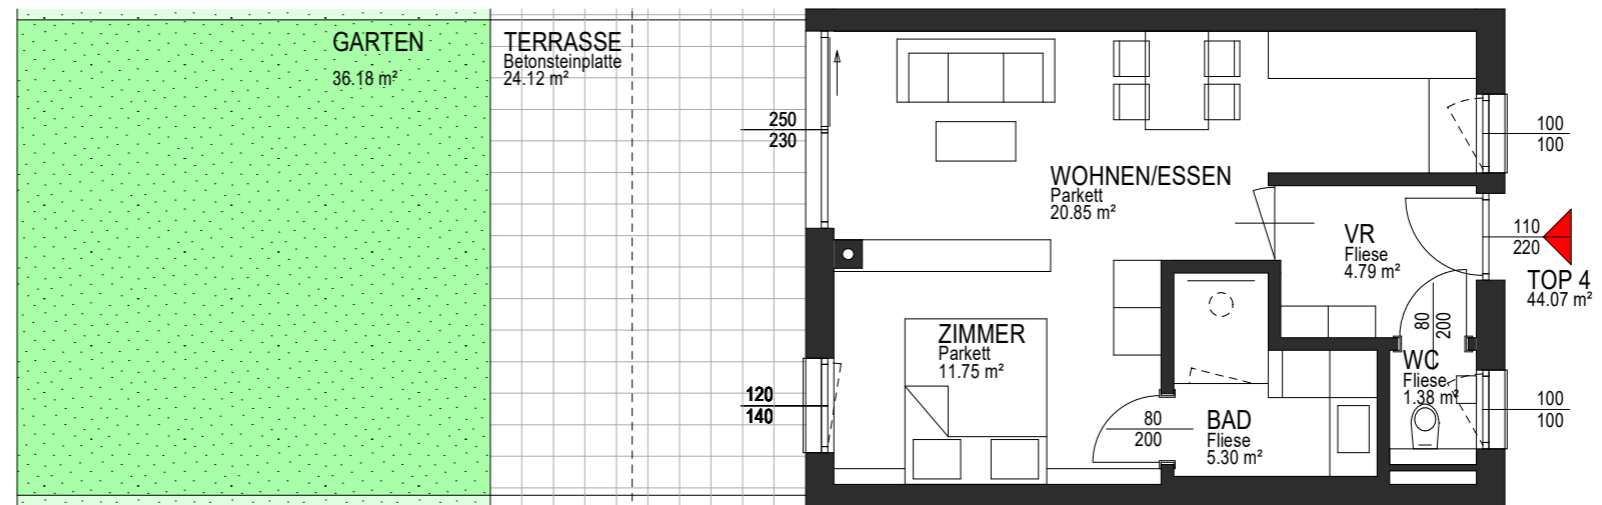 GARTEN
36.18 m²
TERRASSE
Betonsteinplatte
24.12 m²
250
230
120
140
WOHNEN/ESSEN
Parkett
20.85 m²
ZIMMER
Parkett
11.75 m²
80
200
BAD
Fliese
5.30 m²
VR
Fliese
4.79 m²
80
200
WC
Fliese
1.38 m²
100
100
110
220
TOP 4
44.07 m²
100
100